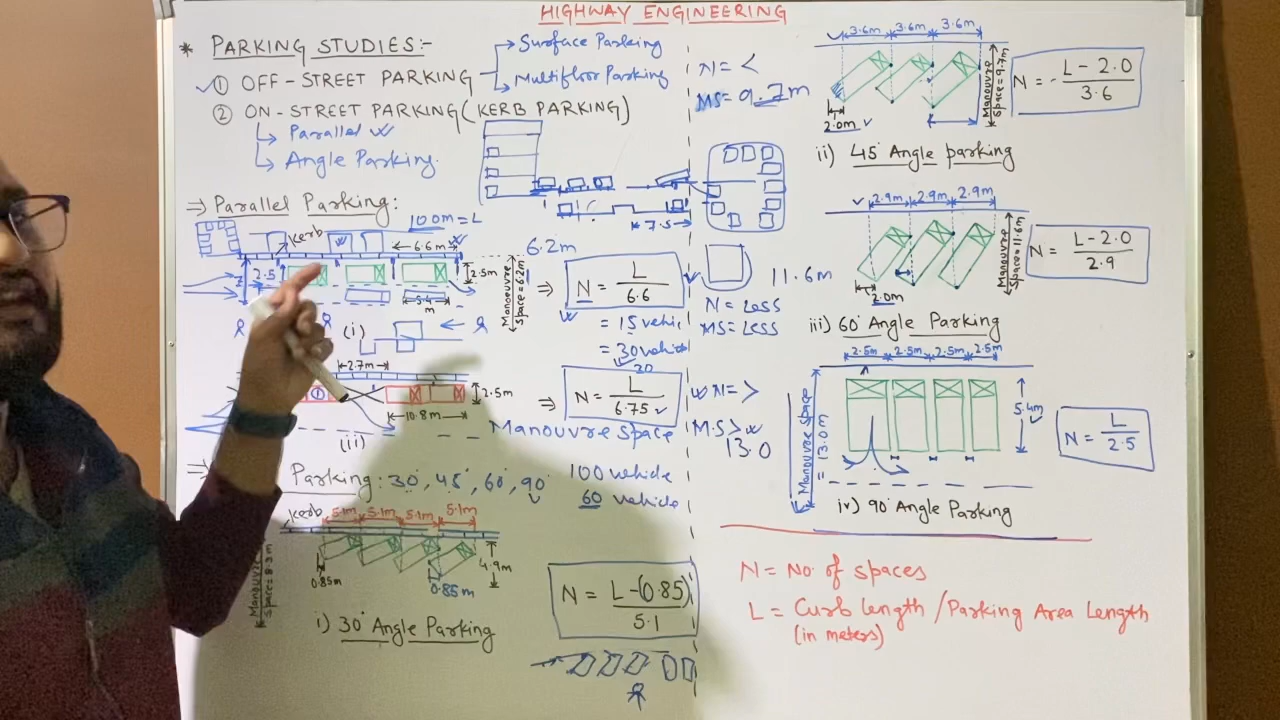 HIGHWAY ENGINEERING
* PARKING STUDIES:-
① OFF-STREET PARKING
Surface Parking
Multifloor Parking
② ON-STREET PARKING (KERB PARKING)
Parallel
Angle Parking.
⇒ Parallel Parking:
100m = L
Kerb
6.6m
2.5
2.5m
5.4
m
Manouvre
Space = 6.2m
6.2m
⇒ N = L / 6.6
= 15 vehic
= 30 vehic
20
(i)
7.5
2.7m
①
2.5m
10.8m
(ii)
⇒ N = L / 6.75
Manouvre Space
⇒ Parking: 30°, 45°, 60°, 90°
100 vehicle
60 vehicle
Kerb
5.1m 5.1m 5.1m 5.1m
0.85m
0.85m
4.9m
Manouvre
Space =
i) 30° Angle Parking
N = L-(0.85) / 5.1
N = <
MS = 9.7m
11.6m
N = Less
MS = Less
N = >
M.S >
13.0
3.6m 3.6m 3.6m
2.0m
Manouvre
Space = 9.7m
N = L-2.0 / 3.6
ii) 45° Angle parking
2.9m 2.9m 2.9m
2.0m
Manouvre
Space = 11.6m
N = L-2.0 / 2.9
iii) 60° Angle Parking
2.5m 2.5m 2.5m 2.5m
Manouvre Space
= 13.0m
5.4m
N = L / 2.5
iv) 90° Angle Parking
N = No. of spaces
L = Curb length / Parking Area Length
(in meters)